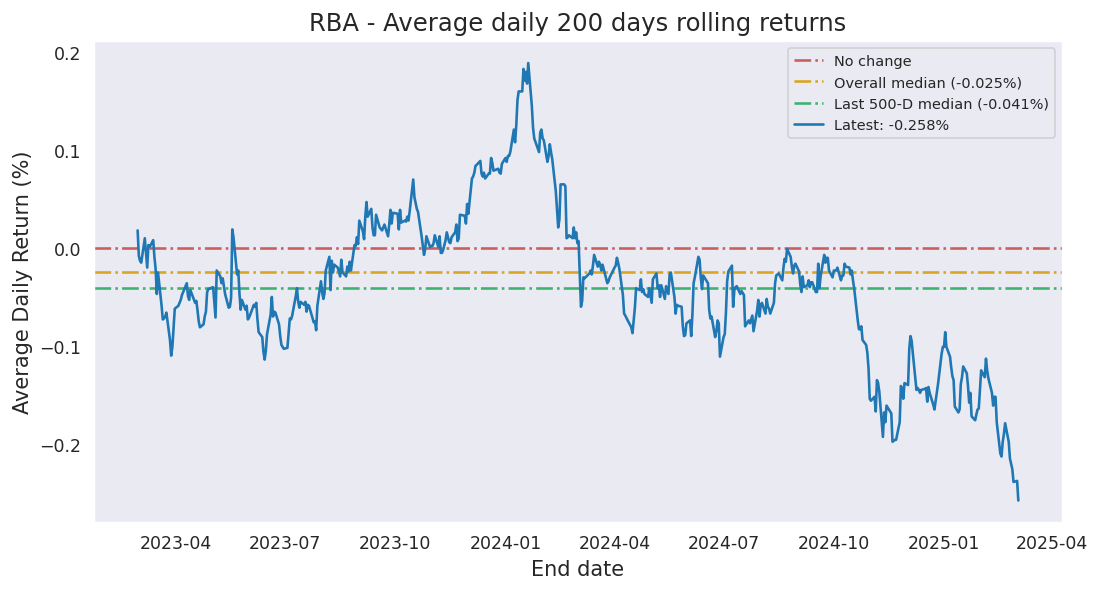 RBA - Average daily 200 days rolling returns
No change
Overall median (-0.025%)
Last 500-D median (-0.041%)
Latest: -0.258%
Average Daily Return (%)
0.2
0.1
0.0
−0.1
−0.2
2023-04
2023-07
2023-10
2024-01
2024-04
2024-07
2024-10
2025-01
2025-04
End date